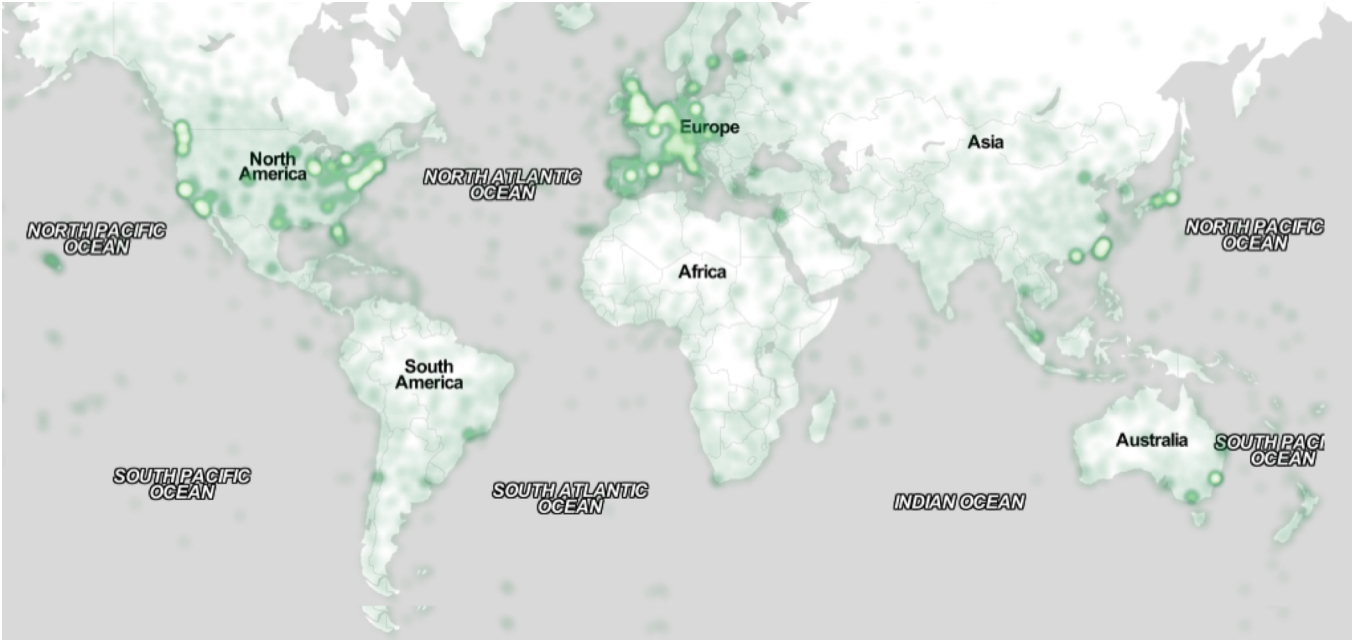 Europe
Asia
North
America
NORTH ATLANTIC
OCEAN
NORTH PACIFIC
OCEAN
NORTH PACIFIC
OCEAN
Africa
South
America
Australia
SOUTH PACI
OCEAN
SOUTH PACIFIC
OCEAN
SOUTH ATLANTIC
OCEAN
INDIAN OCEAN